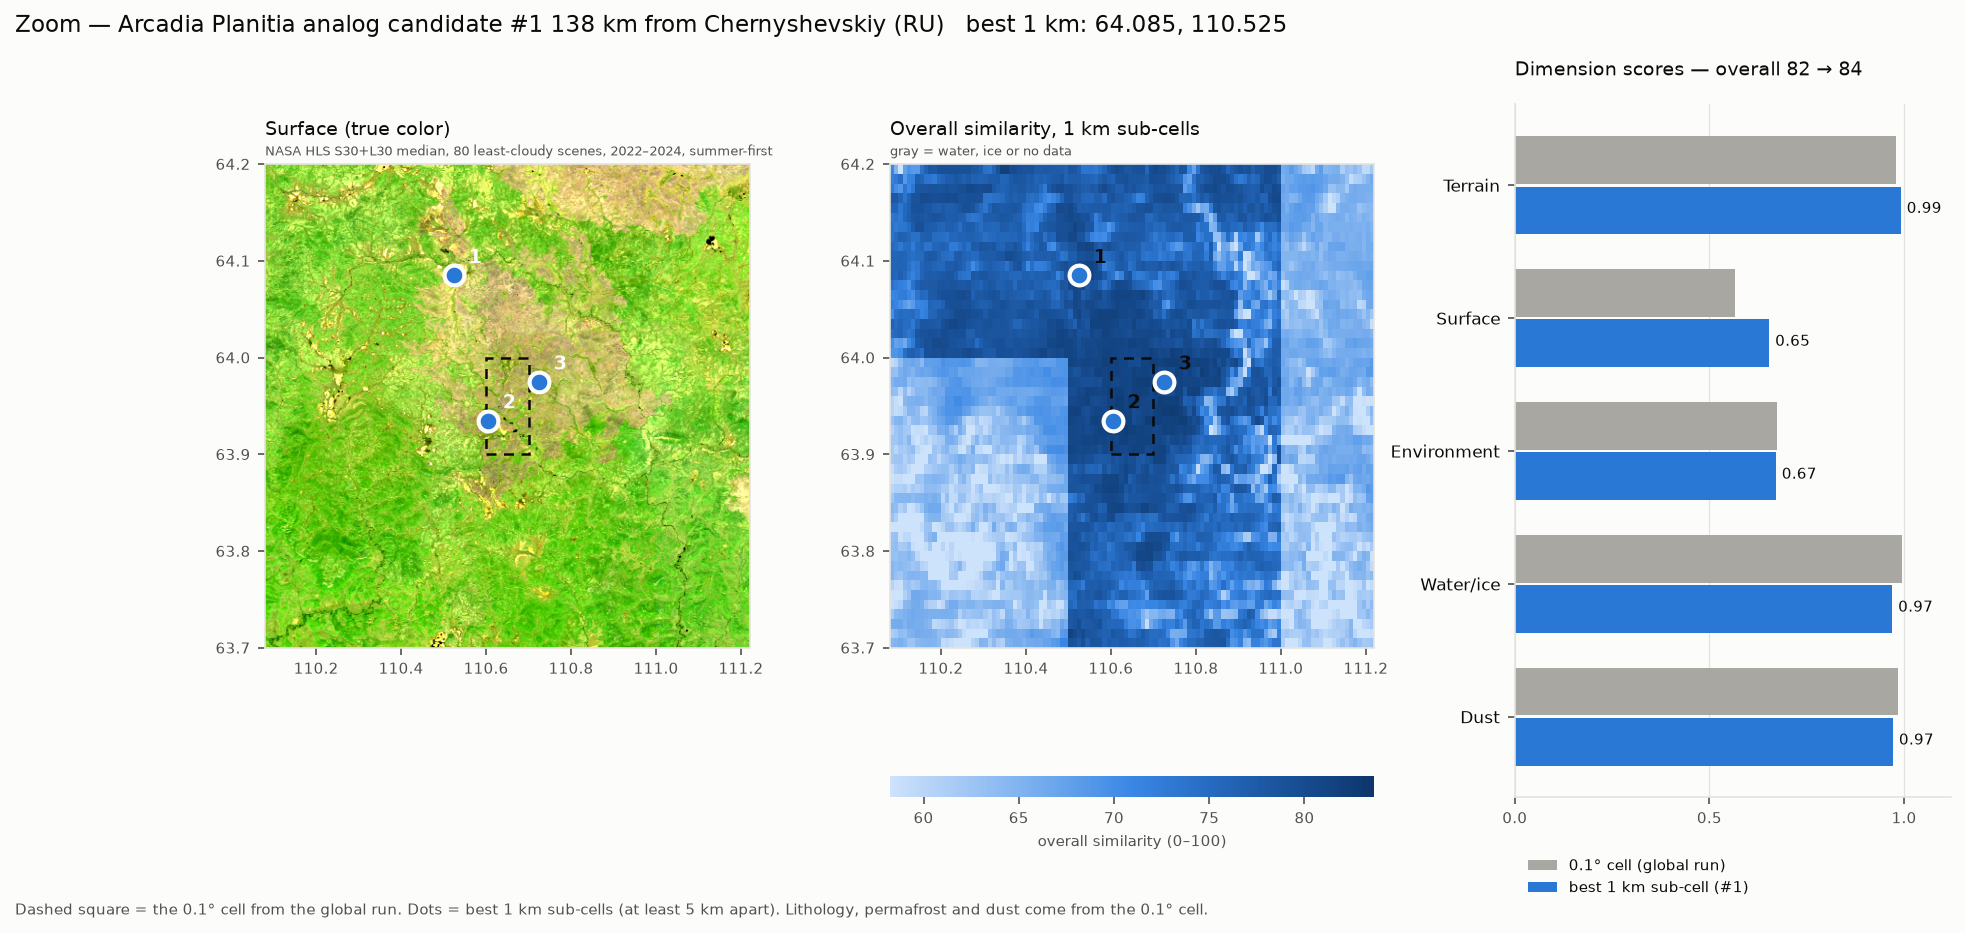 Zoom — Arcadia Planitia analog candidate #1 138 km from Chernyshevskiy (RU)   best 1 km: 64.085, 110.525
Surface (true color)
NASA HLS S30+L30 median, 80 least-cloudy scenes, 2022–2024, summer-first
64.2
64.1
64.0
63.9
63.8
63.7
1
3
2
110.2 110.4 110.6 110.8 111.0 111.2
Overall similarity, 1 km sub-cells
gray = water, ice or no data
64.2
64.1
64.0
63.9
63.8
63.7
1
3
2
110.2 110.4 110.6 110.8 111.0 111.2
60 65 70 75 80
overall similarity (0–100)
Dimension scores — overall 82 → 84
Terrain
0.99
Surface
0.65
Environment
0.67
Water/ice
0.97
Dust
0.97
0.0 0.5 1.0
0.1° cell (global run)
best 1 km sub-cell (#1)
Dashed square = the 0.1° cell from the global run. Dots = best 1 km sub-cells (at least 5 km apart). Lithology, permafrost and dust come from the 0.1° cell.